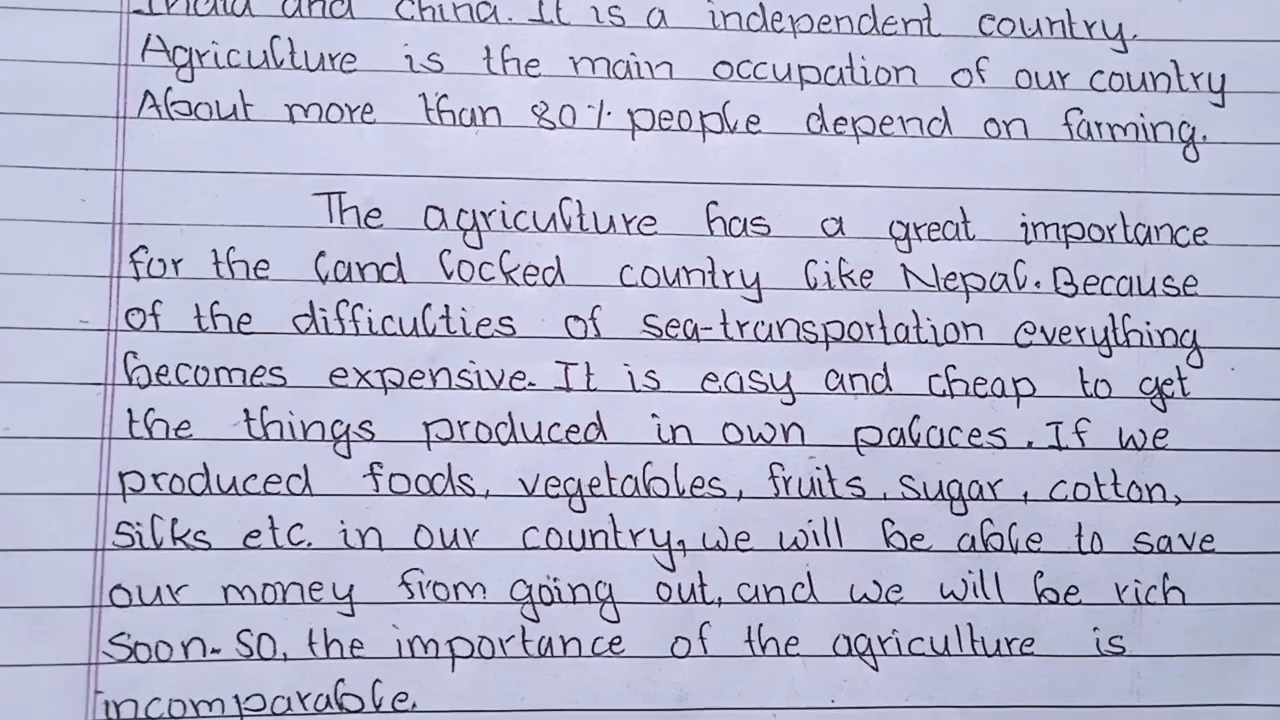 India and China. It is a independent country.
Agriculture is the main occupation of our country
About more than 80% people depend on farming.
The agriculture has a great importance
for the land locked country like Nepal. Because
of the difficulties of sea-transportation everything
becomes expensive. It is easy and cheap to get
the things produced in own palaces. If we
produced foods, vegetables, fruits, sugar, cotton,
silks etc. in our country, we will be able to save
our money from going out, and we will be rich
soon. So, the importance of the agriculture is
incomparable.